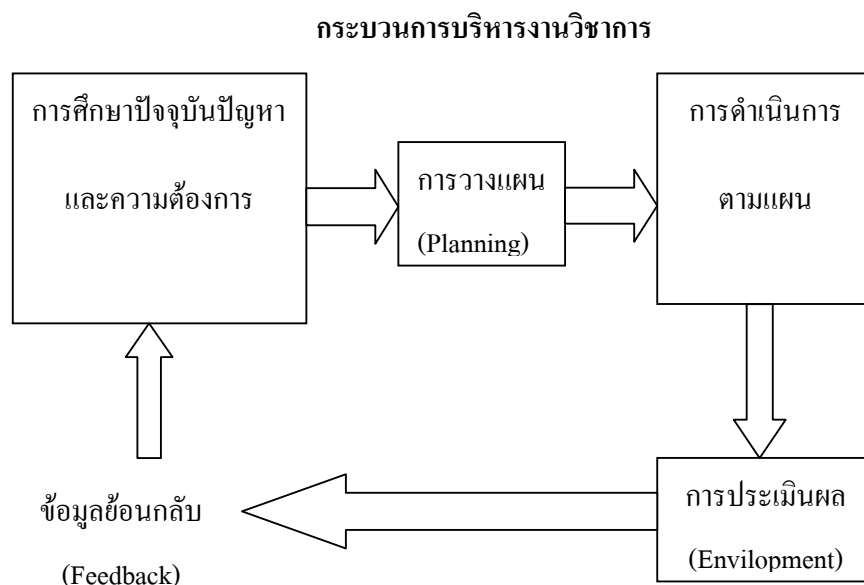 กระบวนการบริหารงานวิชาการ
การศึกษาปัจจุบันปัญหา
และความต้องการ
การวางแผน
(Planning)
การดำเนินการ
ตามแผน
การประเมินผล
(Envilopment)
ข้อมูลย้อนกลับ
(Feedback)